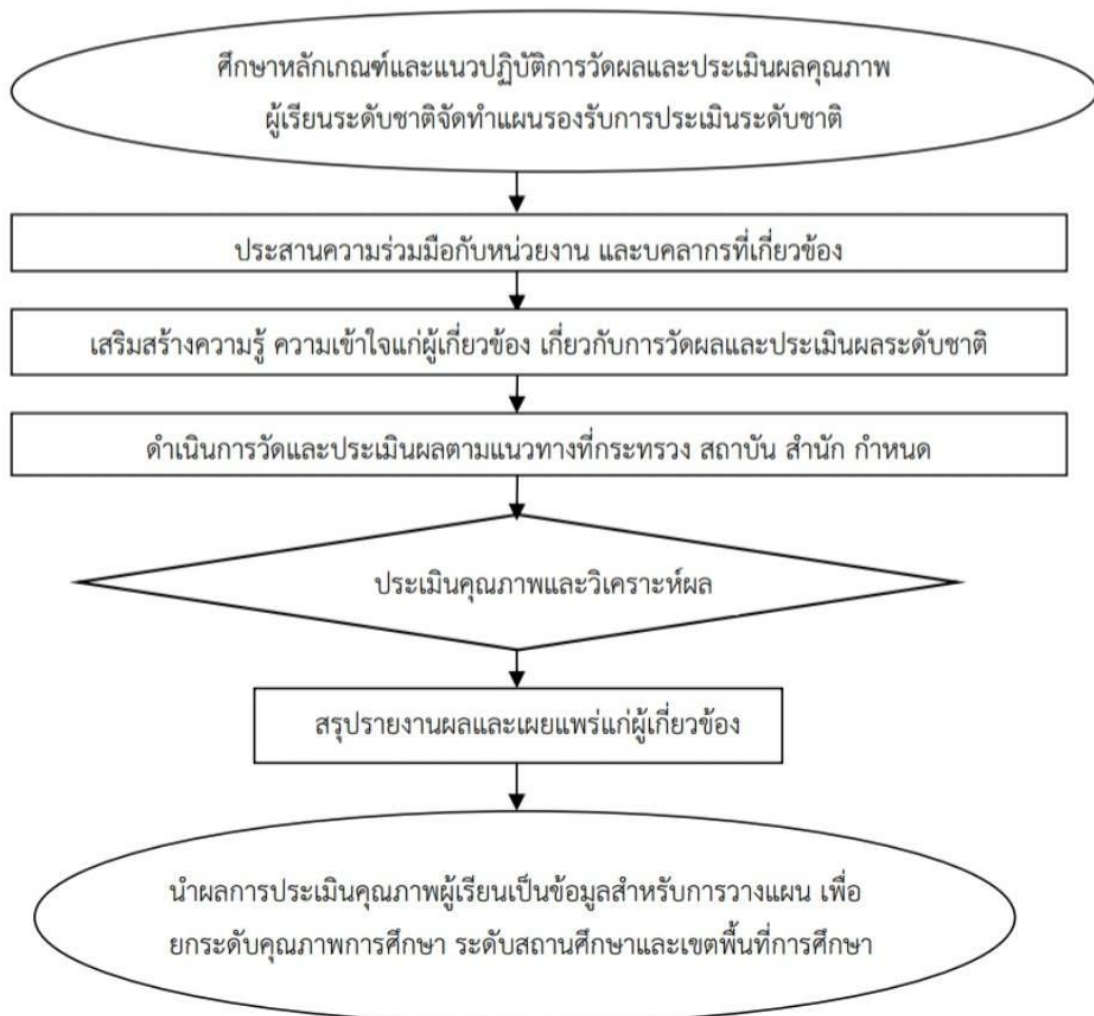 ศึกษาหลักเกณฑ์และแนวปฏิบัติการวัดผลและประเมินผลคุณภาพ
ผู้เรียนระดับชาติจัดทำแผนรองรับการประเมินระดับชาติ
ประสานความร่วมมือกับหน่วยงาน และบคลากรที่เกี่ยวข้อง
เสริมสร้างความรู้ ความเข้าใจแก่ผู้เกี่ยวข้อง เกี่ยวกับการวัดผลและประเมินผลระดับชาติ
ดำเนินการวัดและประเมินผลตามแนวทางที่กระทรวง สถาบัน สำนัก กำหนด
ประเมินคุณภาพและวิเคราะห์ผล
สรุปรายงานผลและเผยแพร่แก่ผู้เกี่ยวข้อง
นำผลการประเมินคุณภาพผู้เรียนเป็นข้อมูลสำหรับการวางแผน เพื่อ
ยกระดับคุณภาพการศึกษา ระดับสถานศึกษาและเขตพื้นที่การศึกษา